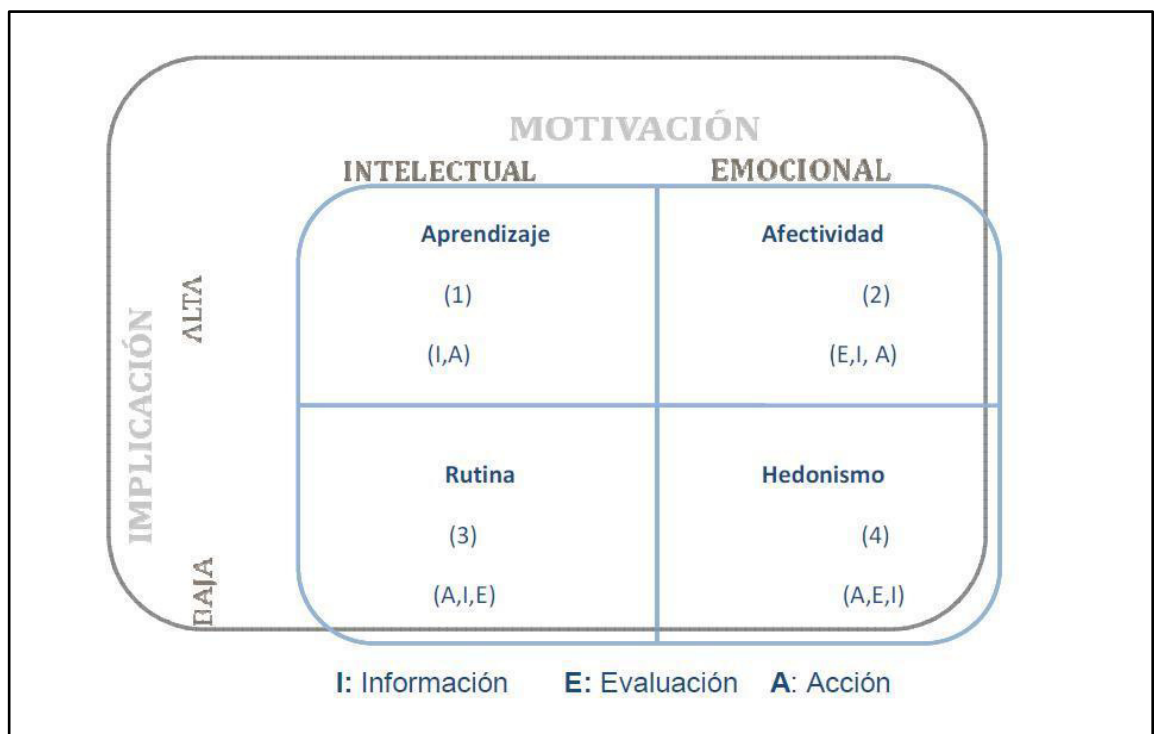 MOTIVACIÓN
INTELECTUAL EMOCIONAL
Aprendizaje Afectividad
(1) (2)
(I,A) (E,I, A)
IMPLICACIÓN
ALTA
BAJA
Rutina Hedonismo
(3) (4)
(A,I,E) (A,E,I)
I: Información E: Evaluación A: Acción